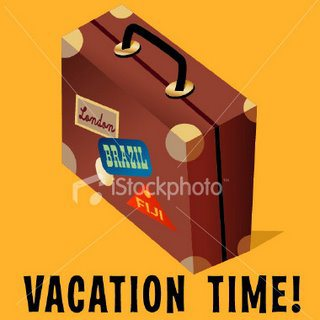 London
BRAZIL
iStockphoto
FIJI
VACATION TIME!